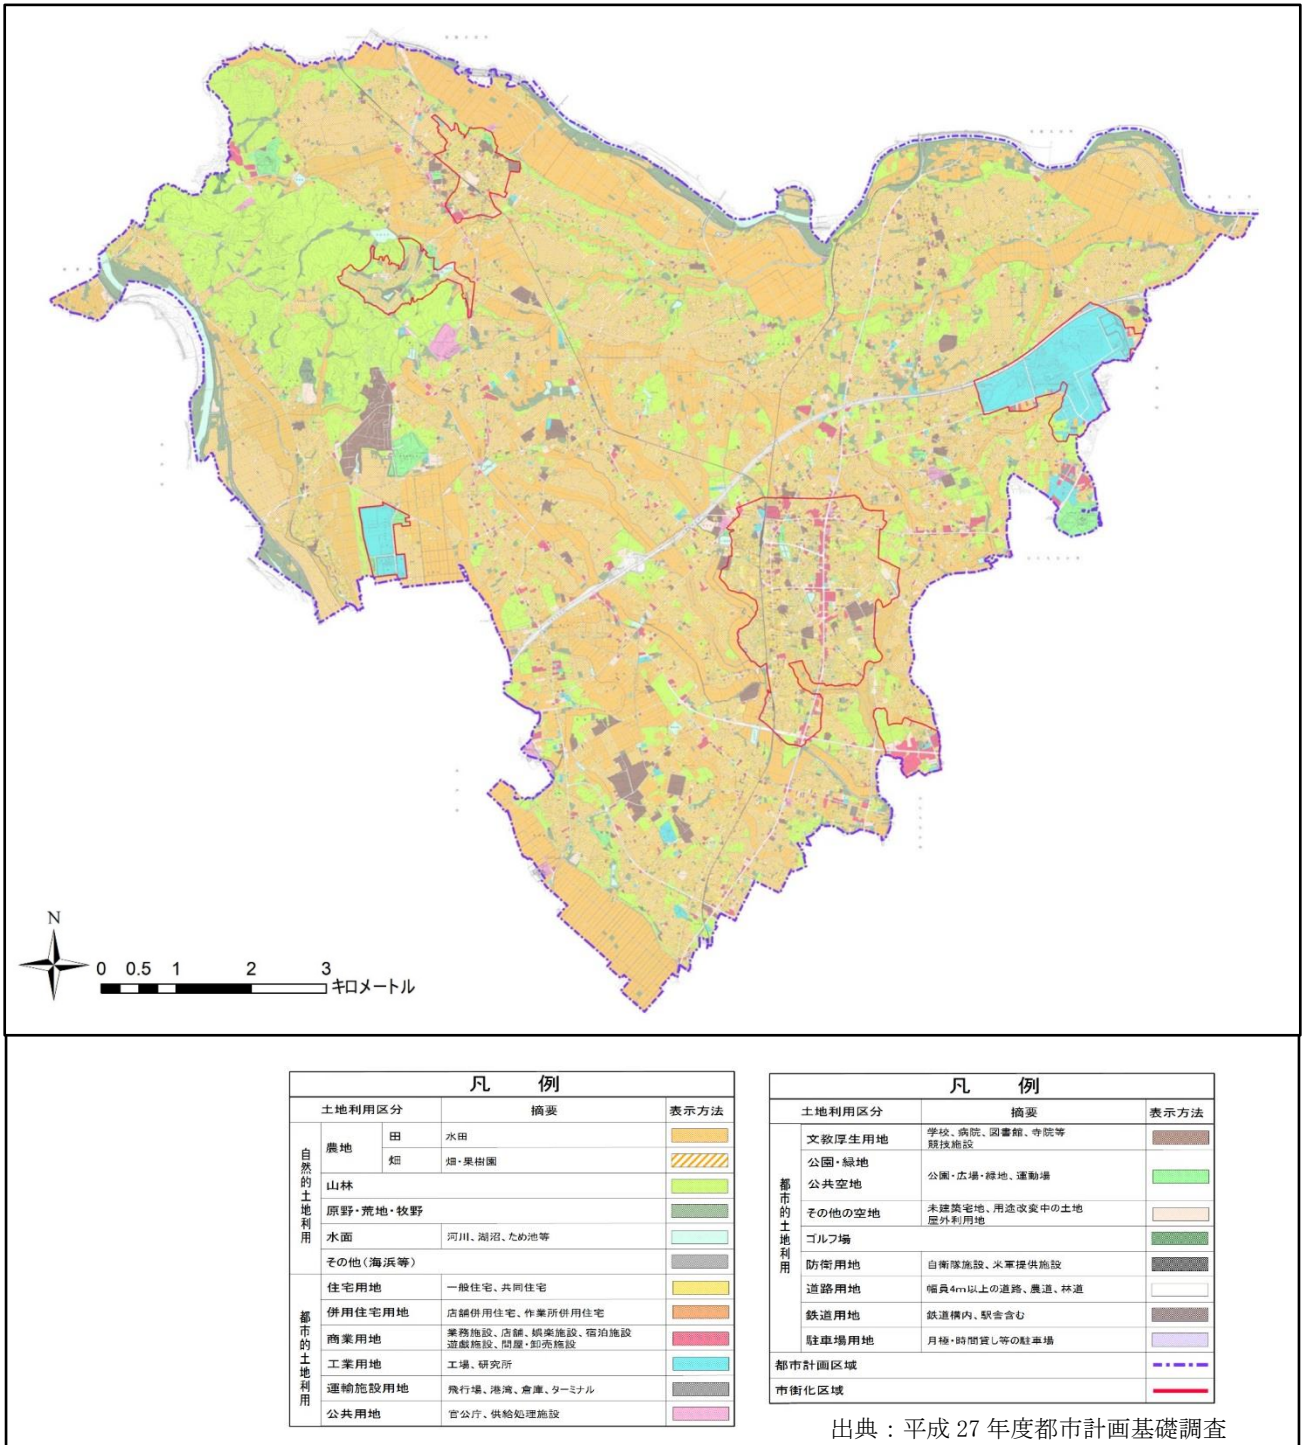 N
0 0.5 1 2 3
キロメートル
凡 例
土地利用区分 摘要 表示方法
自然的土地利用
農地 田 水田
畑 畑・果樹園
山林
原野・荒地・牧野
水面 河川、湖沼、ため池等
その他(海浜等)
都市的土地利用
住宅用地 一般住宅、共同住宅
併用住宅用地 店舗併用住宅、作業所併用住宅
商業用地 業務施設、店舗、娯楽施設、宿泊施設
遊戯施設、問屋・卸売施設
工業用地 工場、研究所
運輸施設用地 飛行場、港湾、倉庫、ターミナル
公共用地 官公庁、供給処理施設
凡 例
土地利用区分 摘要 表示方法
都市的土地利用
文教厚生用地 学校、病院、図書館、寺院等
競技施設
公園・緑地
公共空地 公園・広場・緑地、運動場
その他の空地 未建築宅地、用途改変中の土地
屋外利用地
ゴルフ場
防衛用地 自衛隊施設、米軍提供施設
道路用地 幅員4m以上の道路、農道、林道
鉄道用地 鉄道構内、駅舎含む
駐車場用地 月極・時間貸し等の駐車場
都市計画区域
市街化区域
出典：平成 27 年度都市計画基礎調査